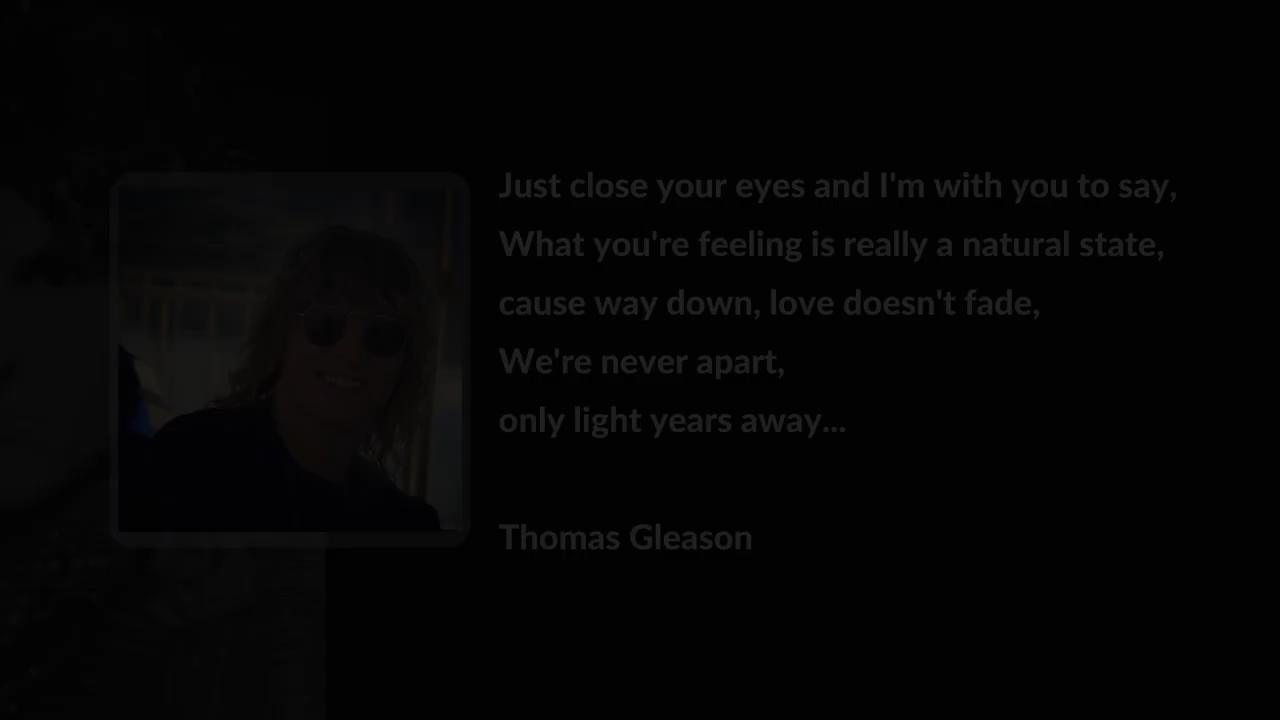 Just close your eyes and I'm with you to say,
What you're feeling is really a natural state,
cause way down, love doesn't fade,
We're never apart,
only light years away...
Thomas Gleason